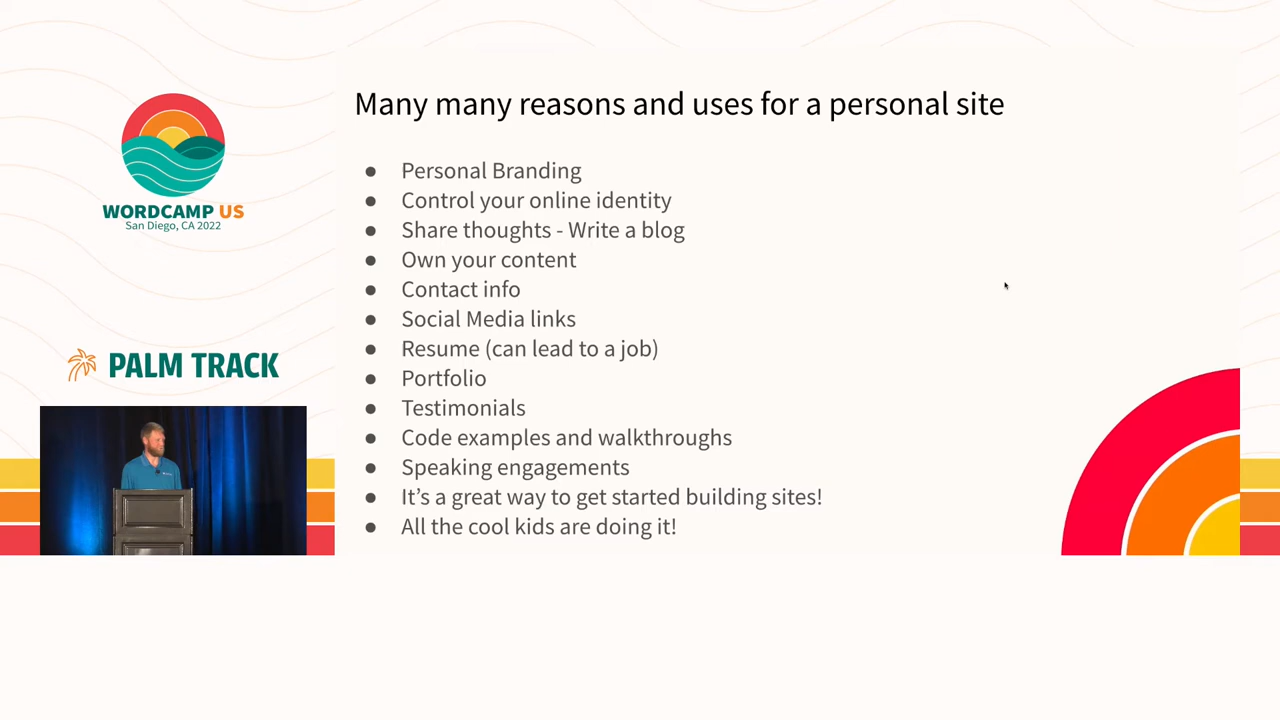 WORDCAMP US
San Diego, CA 2022
PALM TRACK
Many many reasons and uses for a personal site
● Personal Branding
● Control your online identity
● Share thoughts - Write a blog
● Own your content
● Contact info
● Social Media links
● Resume (can lead to a job)
● Portfolio
● Testimonials
● Code examples and walkthroughs
● Speaking engagements
● It’s a great way to get started building sites!
● All the cool kids are doing it!